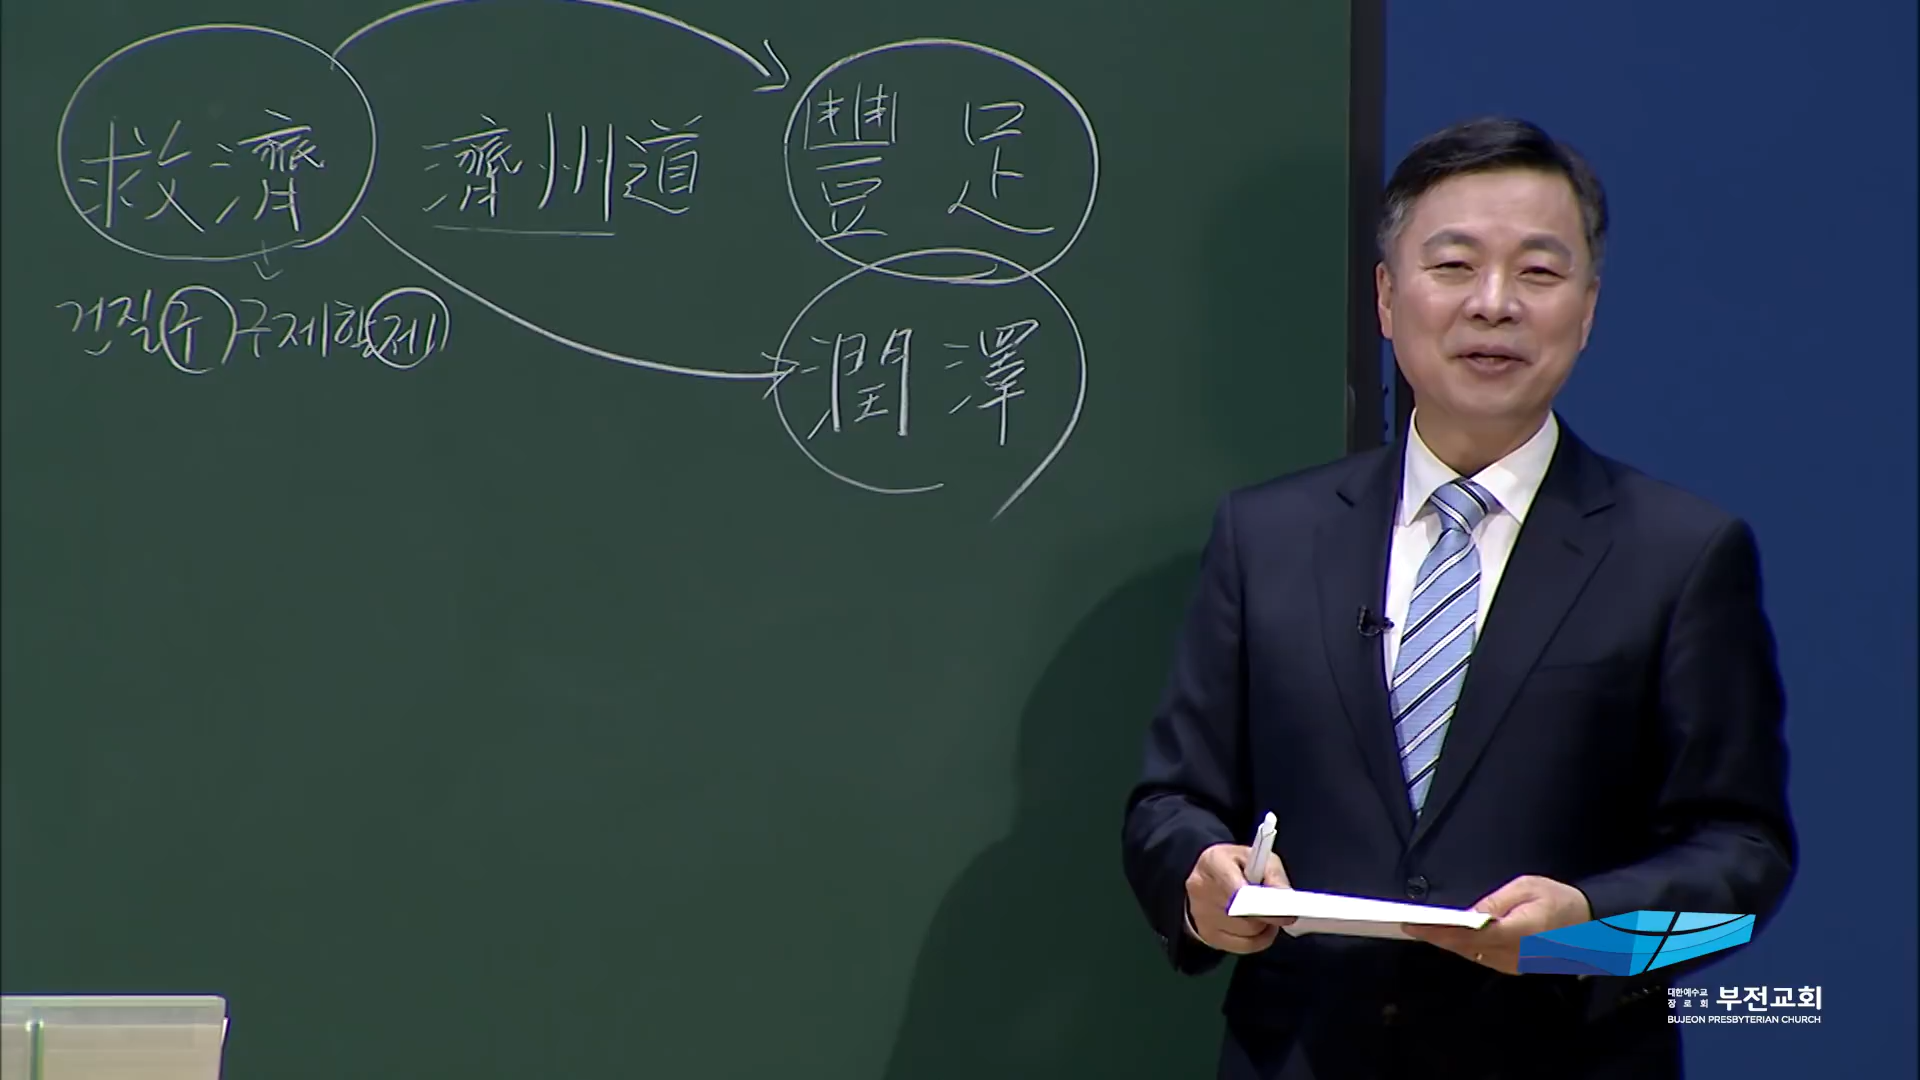 救濟 濟州道 豐足
건질 구 구제할 제
潤澤
대한예수교
장로회 부전교회
BUJEON PRESBYTERIAN CHURCH